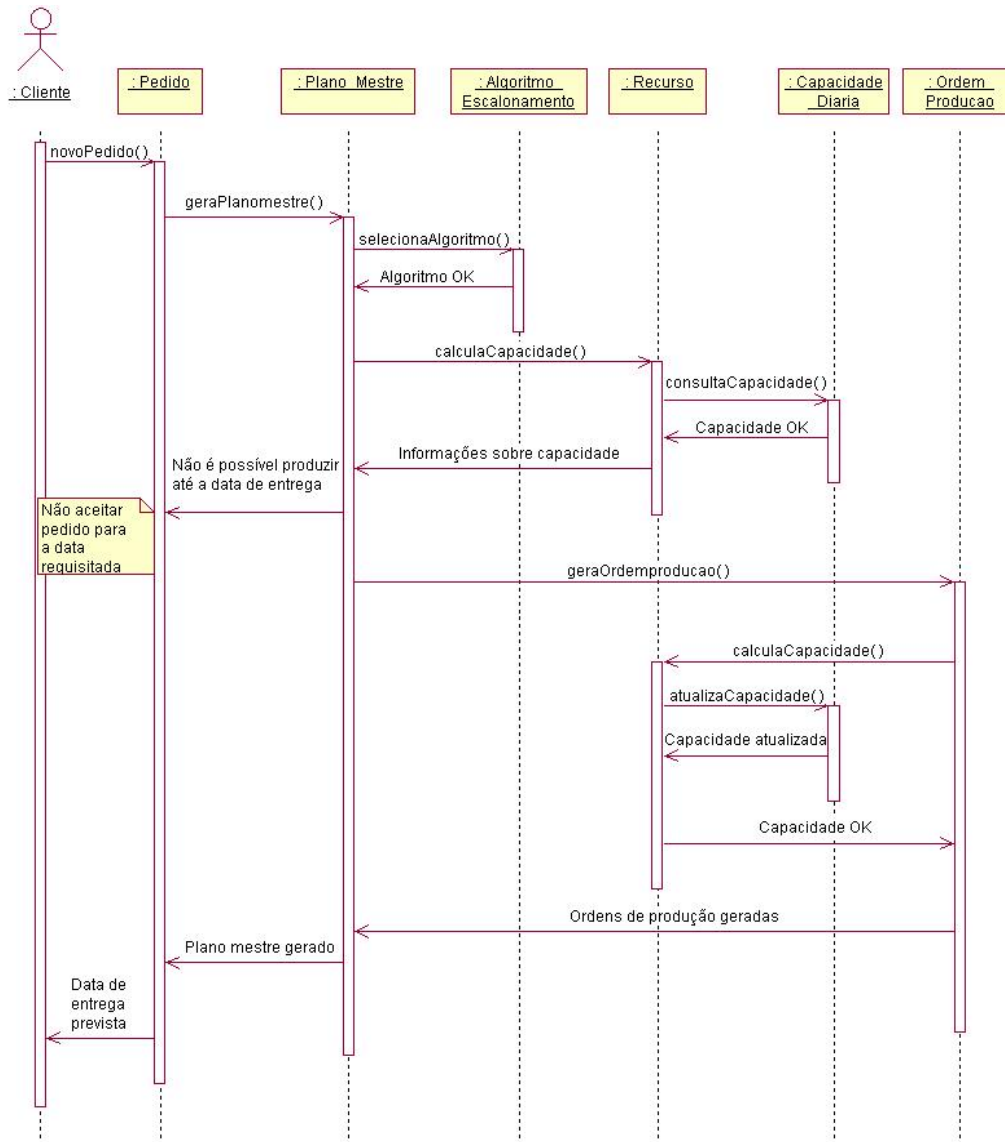 : Cliente
: Pedido
: Plano_Mestre
: Algoritmo_
Escalonamento
: Recurso
: Capacidade
_Diaria
: Ordem_
Producao
novoPedido()
geraPlanomestre()
selecionaAlgoritmo()
Algoritmo OK
calculaCapacidade()
consultaCapacidade()
Capacidade OK
Informações sobre capacidade
Não é possível produzir
até a data de entrega
Não aceitar
pedido para
a data
requisitada
geraOrdemproducao()
calculaCapacidade()
atualizaCapacidade()
Capacidade atualizada
Capacidade OK
Ordens de produção geradas
Plano mestre gerado
Data de
entrega
prevista